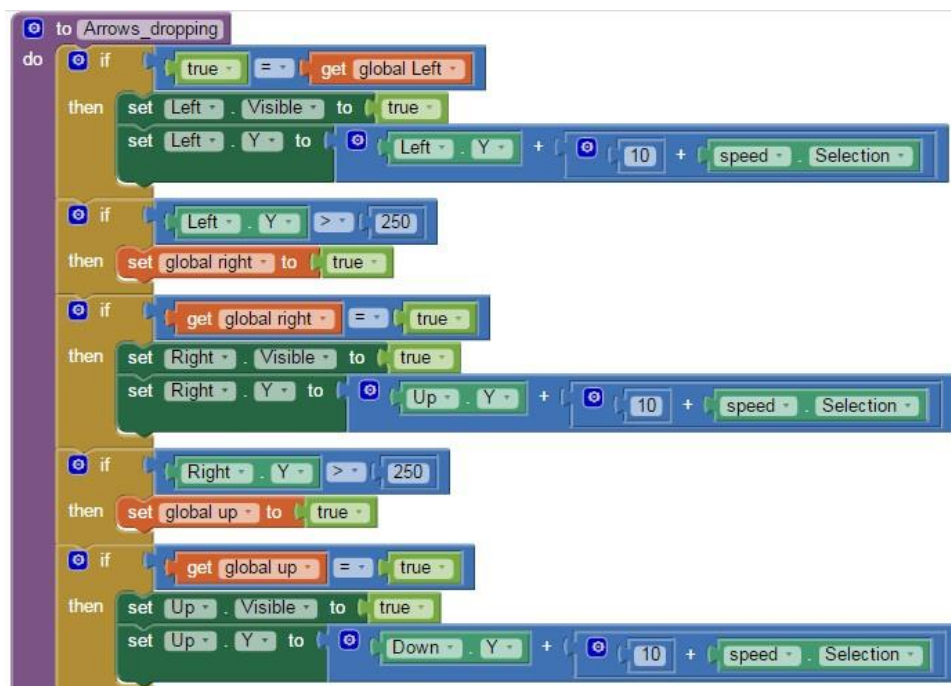 to Arrows_dropping
do if true = get global Left
then set Left . Visible to true
set Left . Y to Left . Y + 10 + speed . Selection
if Left . Y > 250
then set global right to true
if get global right = true
then set Right . Visible to true
set Right . Y to Up . Y + 10 + speed . Selection
if Right . Y > 250
then set global up to true
if get global up = true
then set Up . Visible to true
set Up . Y to Down . Y + 10 + speed . Selection